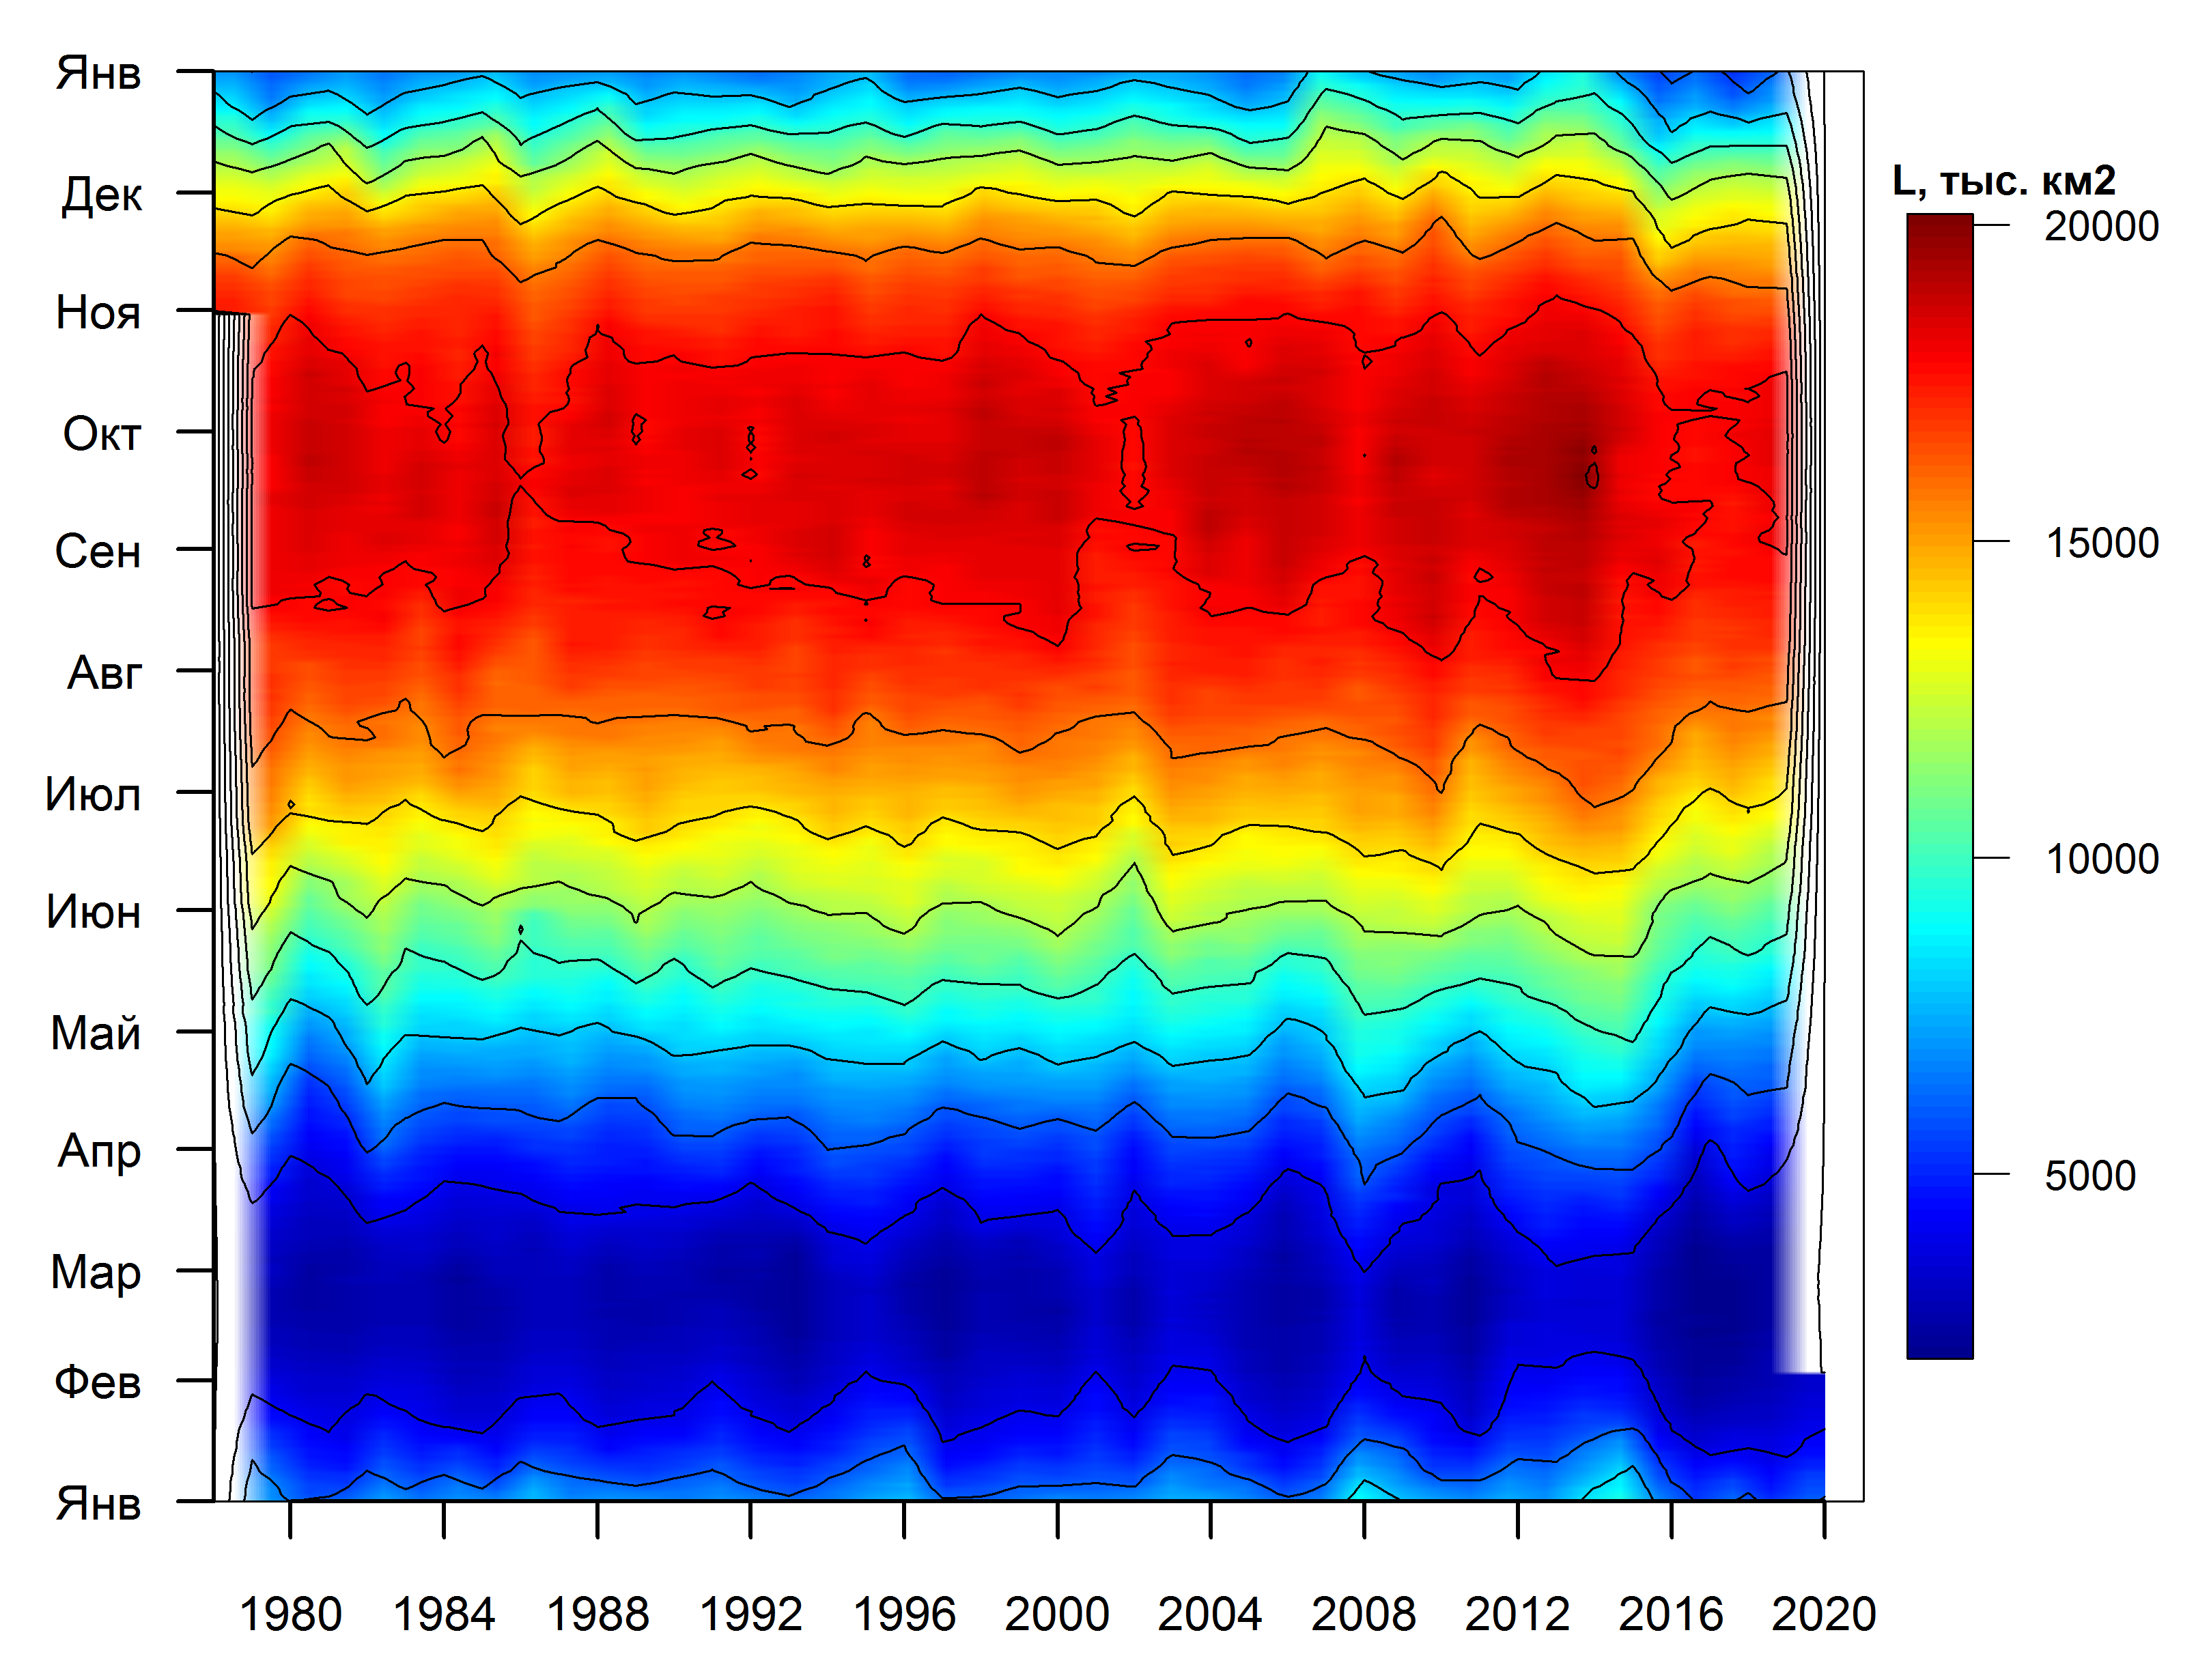 Янв
Дек
Ноя
Окт
Сен
Авг
Июл
Июн
Май
Апр
Мар
Фев
Янв
1980 1984 1988 1992 1996 2000 2004 2008 2012 2016 2020
L, тыс. км2
20000
15000
10000
5000